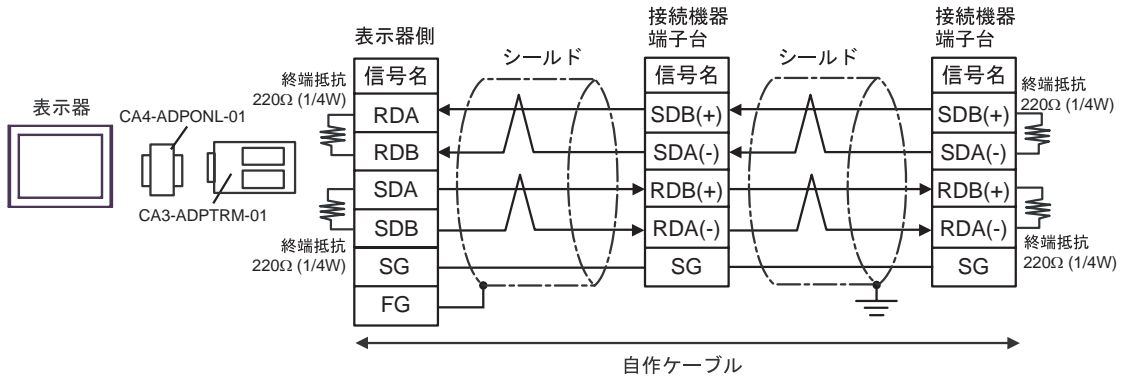 表示器
CA4-ADPONL-01
CA3-ADPTRM-01
終端抵抗
220Ω (1/4W)
終端抵抗
220Ω (1/4W)
表示器側
信号名
RDA
RDB
SDA
SDB
SG
FG
シールド
接続機器
端子台
信号名
SDB(+)
SDA(-)
RDB(+)
RDA(-)
SG
シールド
接続機器
端子台
信号名
SDB(+)
SDA(-)
RDB(+)
RDA(-)
SG
終端抵抗
220Ω (1/4W)
終端抵抗
220Ω (1/4W)
自作ケーブル